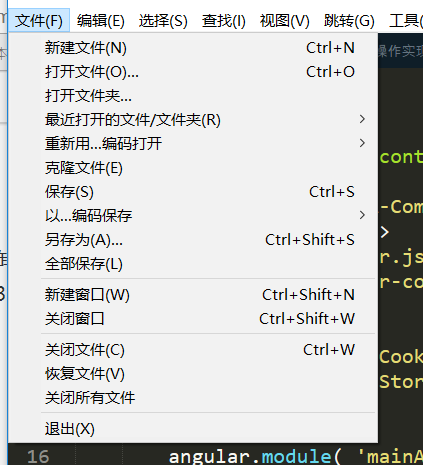 文件(F) 编辑(E) 选择(S) 查找(I) 视图(V) 跳转(G) 工具(
新建文件(N) Ctrl+N
打开文件(O)... Ctrl+O
操作实现
打开文件夹...
最近打开的文件/文件夹(R)
重新用...编码打开
cont
克隆文件(E)
保存(S) Ctrl+S
-Com
以...编码保存
>
另存为(A)... Ctrl+Shift+S
r.js
全部保存(L)
r-co
新建窗口(W) Ctrl+Shift+N
关闭窗口 Ctrl+Shift+W
关闭文件(C) Ctrl+W
Cook
恢复文件(V)
Stor
关闭所有文件
退出(X)
16 angular.module( 'mainA